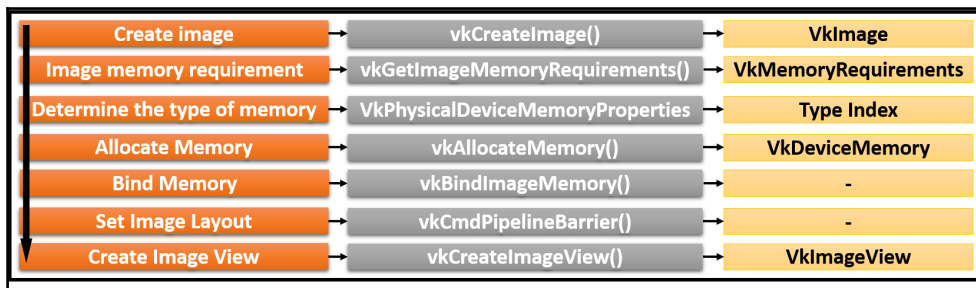 Create image vkCreateImage() VkImage
Image memory requirement vkGetImageMemoryRequirements() VkMemoryRequirements
Determine the type of memory VkPhysicalDeviceMemoryProperties Type Index
Allocate Memory vkAllocateMemory() VkDeviceMemory
Bind Memory vkBindImageMemory() -
Set Image Layout vkCmdPipelineBarrier() -
Create Image View vkCreateImageView() VkImageView